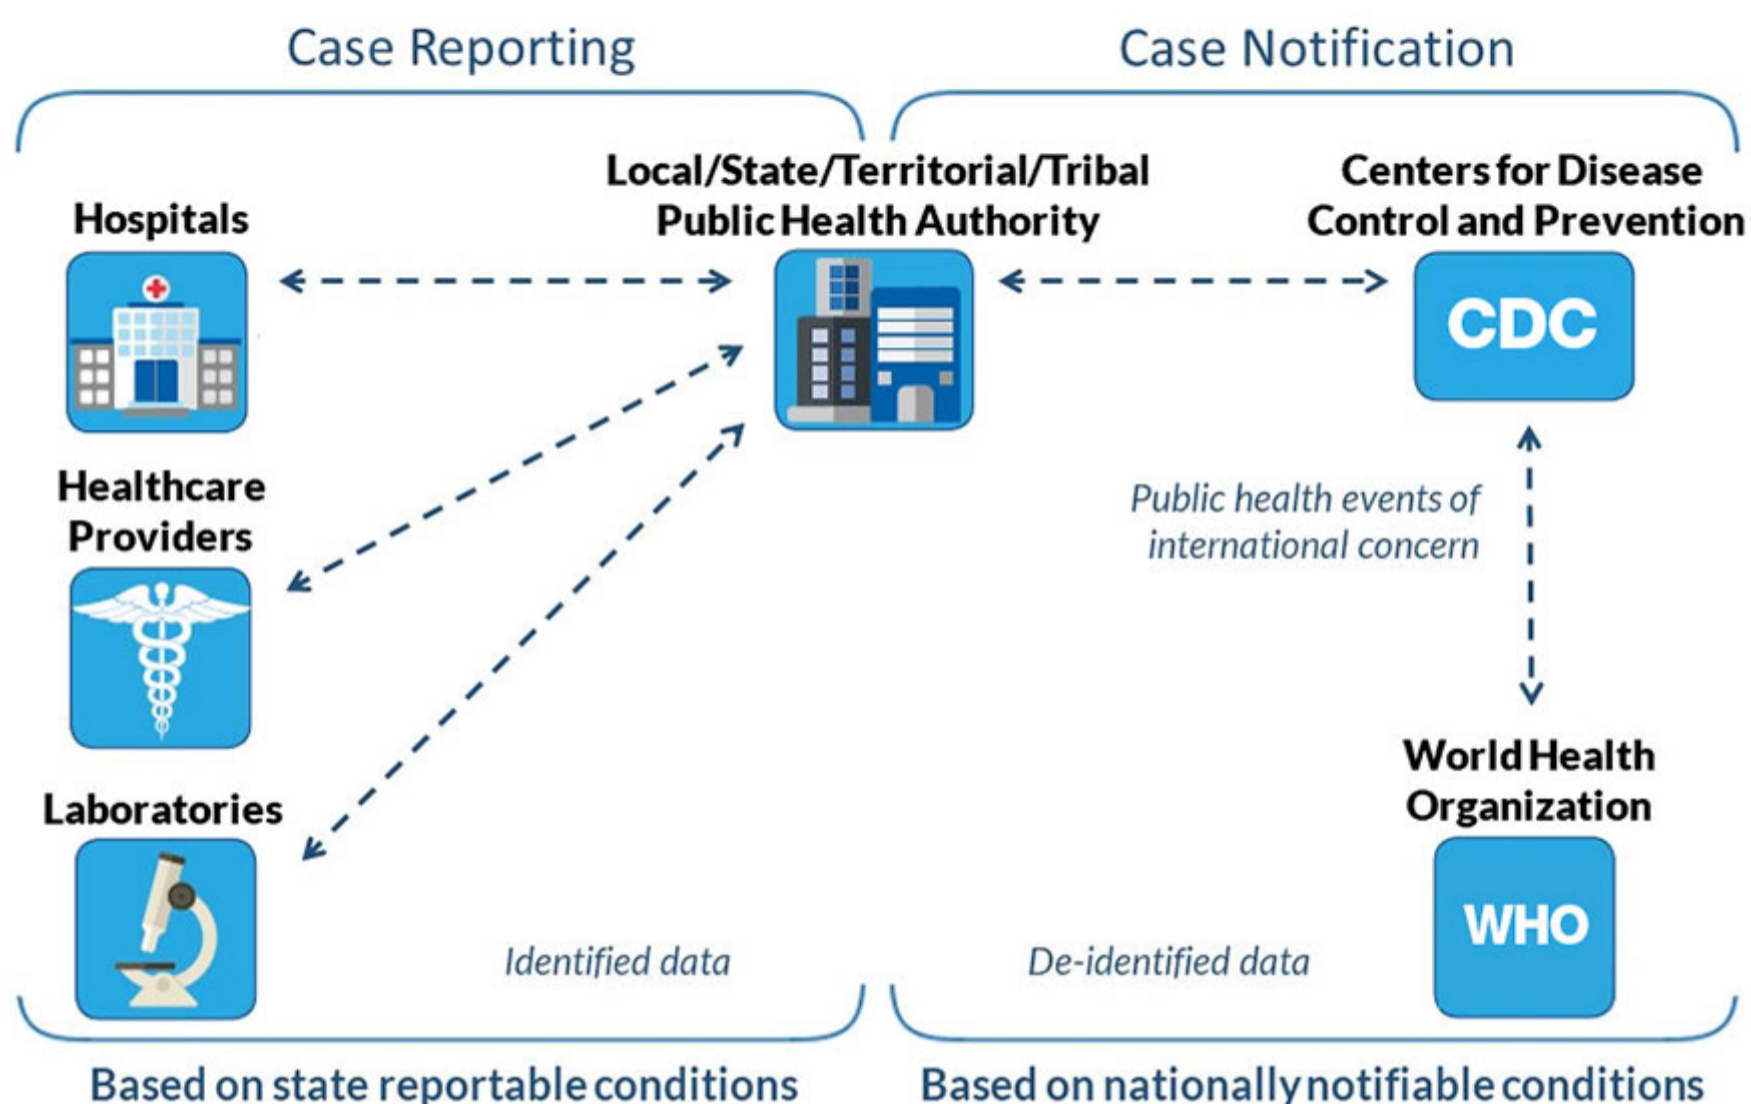 Case Reporting
Case Notification
Local/State/Territorial/Tribal
Public Health Authority
Centers for Disease
Control and Prevention
Hospitals
CDC
Healthcare
Providers
Public health events of
international concern
World Health
Organization
Laboratories
WHO
Identified data
De-identified data
Based on state reportable conditions
Based on nationally notifiable conditions